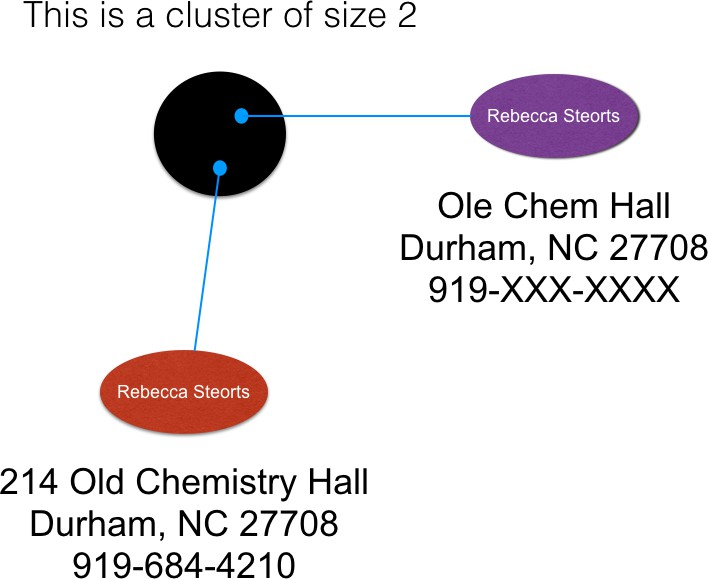 This is a cluster of size 2
Rebecca Steorts
Ole Chem Hall
Durham, NC 27708
919-XXX-XXXX
Rebecca Steorts
214 Old Chemistry Hall
Durham, NC 27708
919-684-4210